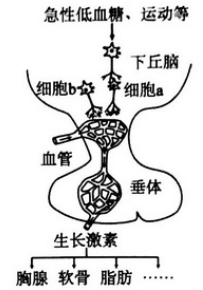 急性低血糖、运动等
下丘脑
细胞b 细胞a
血管 垂体
生长激素
胸腺 软骨 脂肪 ……